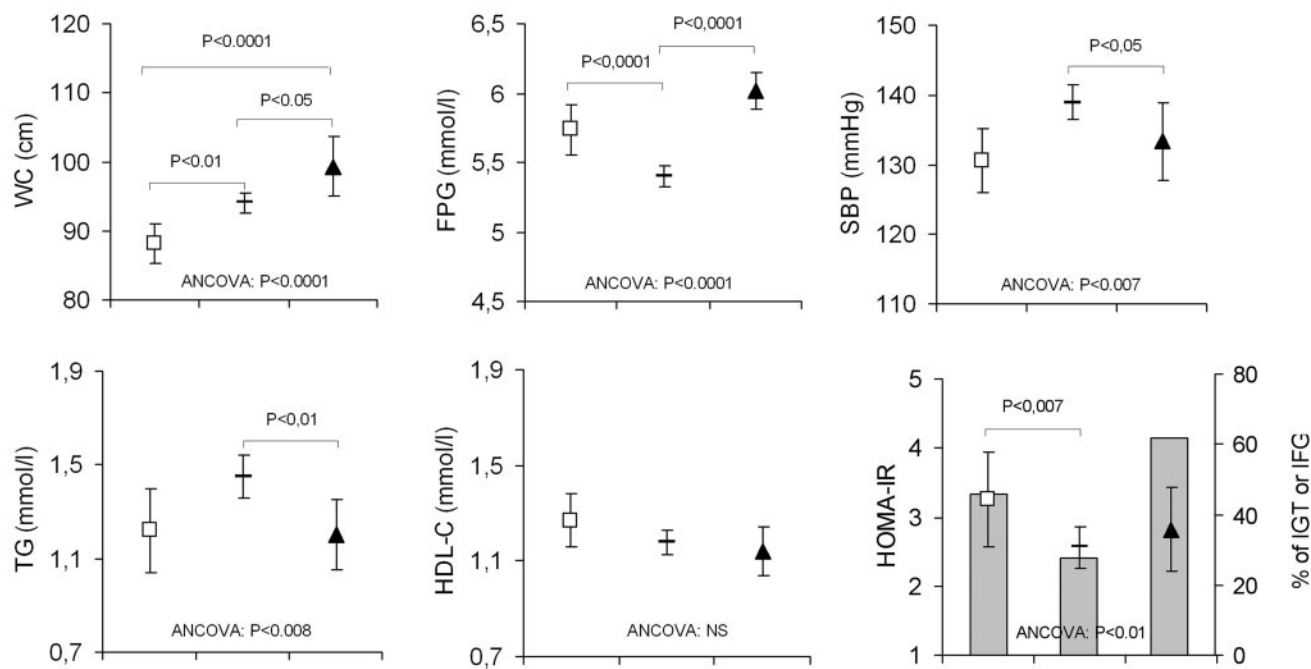 WC (cm)
120
110
100
90
80
P<0.0001
P<0.05
P<0.01
ANCOVA: P<0.0001
FPG (mmol/l)
6,5
6
5,5
5
4,5
P<0,0001
P<0,0001
ANCOVA: P<0.0001
SBP (mmHg)
150
140
130
120
110
P<0,05
ANCOVA: P<0.007
TG (mmol/l)
1,9
1,5
1,1
0,7
P<0,01
ANCOVA: P<0.008
HDL-C (mmol/l)
1,9
1,5
1,1
0,7
ANCOVA: NS
HOMA-IR
5
4
3
2
1
P<0,007
ANCOVA: P<0.01
80
60
40
20
0
% of IGT or IFG